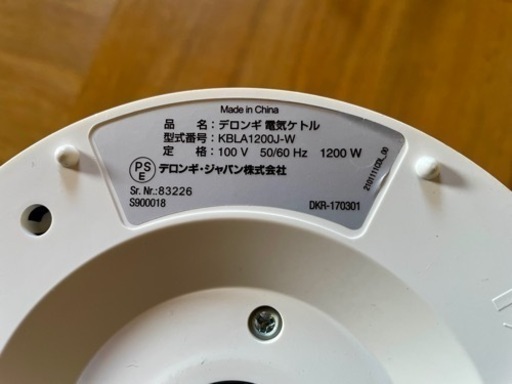 Made in China
品 名：デロンギ 電気ケトル
型式番号：KBLA1200J-W
定 格：100 V 50/60 Hz 1200 W
PS E デロンギ・ジャパン株式会社
Sr. Nr.:83226
S900018 DKR-170301